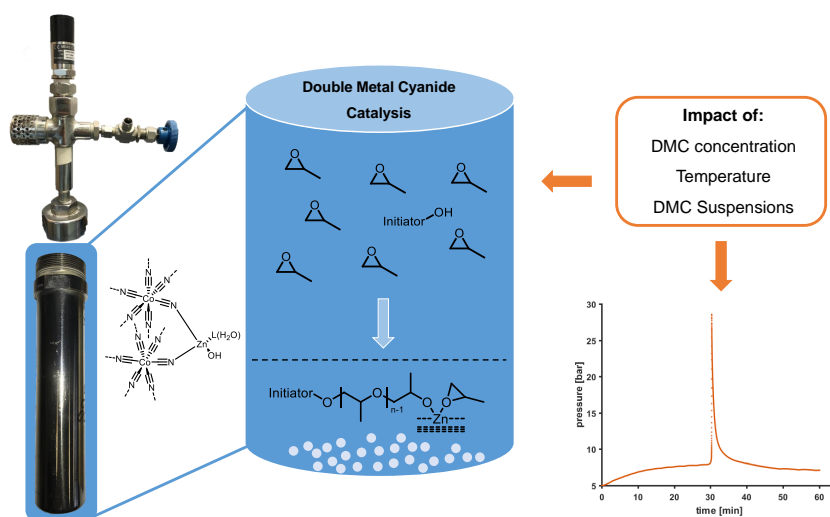 Double Metal Cyanide
Catalysis
O
O
O
O
OH
Initiator
O
O
O
O
N
N
N
N
Co
N
N
N
N
N
N
Co
N
N
Zn
L(H2O)
OH
Initiator
O
O
n-1
O
O
Zn
Impact of:
DMC concentration
Temperature
DMC Suspensions
pressure [bar]
30
25
20
15
10
5
0
10
20
30
40
50
60
time [min]